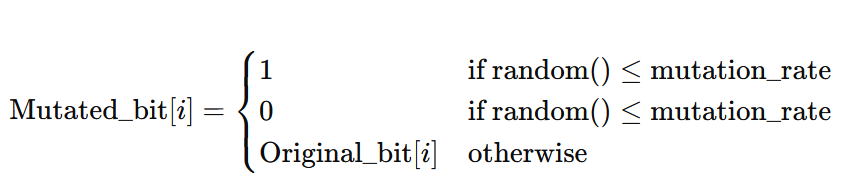 1 if random() ≤ mutation_rate
Mutated_bit[i] = { 0 if random() ≤ mutation_rate
Original_bit[i] otherwise